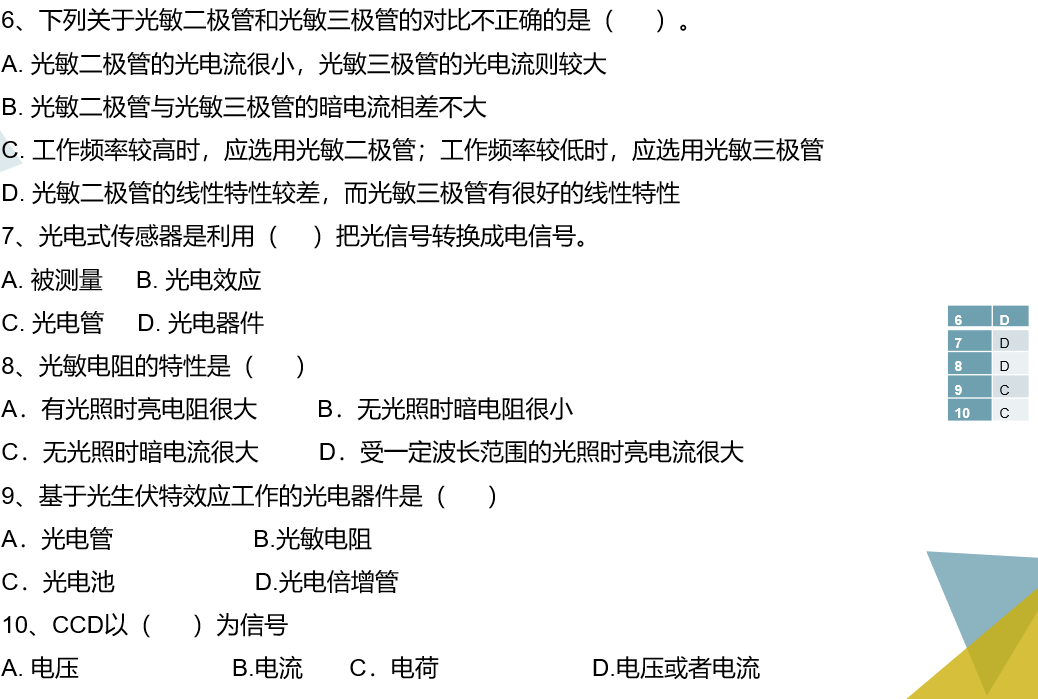 6、下列关于光敏二极管和光敏三极管的对比不正确的是（      ）。
A. 光敏二极管的光电流很小，光敏三极管的光电流则较大
B. 光敏二极管与光敏三极管的暗电流相差不大
C. 工作频率较高时，应选用光敏二极管；工作频率较低时，应选用光敏三极管
D. 光敏二极管的线性特性较差，而光敏三极管有很好的线性特性
7、光电式传感器是利用（     ）把光信号转换成电信号。
A. 被测量     B. 光电效应
C. 光电管     D. 光电器件
8、光敏电阻的特性是（      ）
A．有光照时亮电阻很大         B．无光照时暗电阻很小
C．无光照时暗电流很大         D．受一定波长范围的光照时亮电流很大
9、基于光生伏特效应工作的光电器件是（      ）
A．光电管                     B.光敏电阻
C．光电池                     D.光电倍增管
10、CCD以（      ）为信号
A. 电压                       B.电流       C．电荷                       D.电压或者电流
6 D
7 D
8 D
9 C
10 C